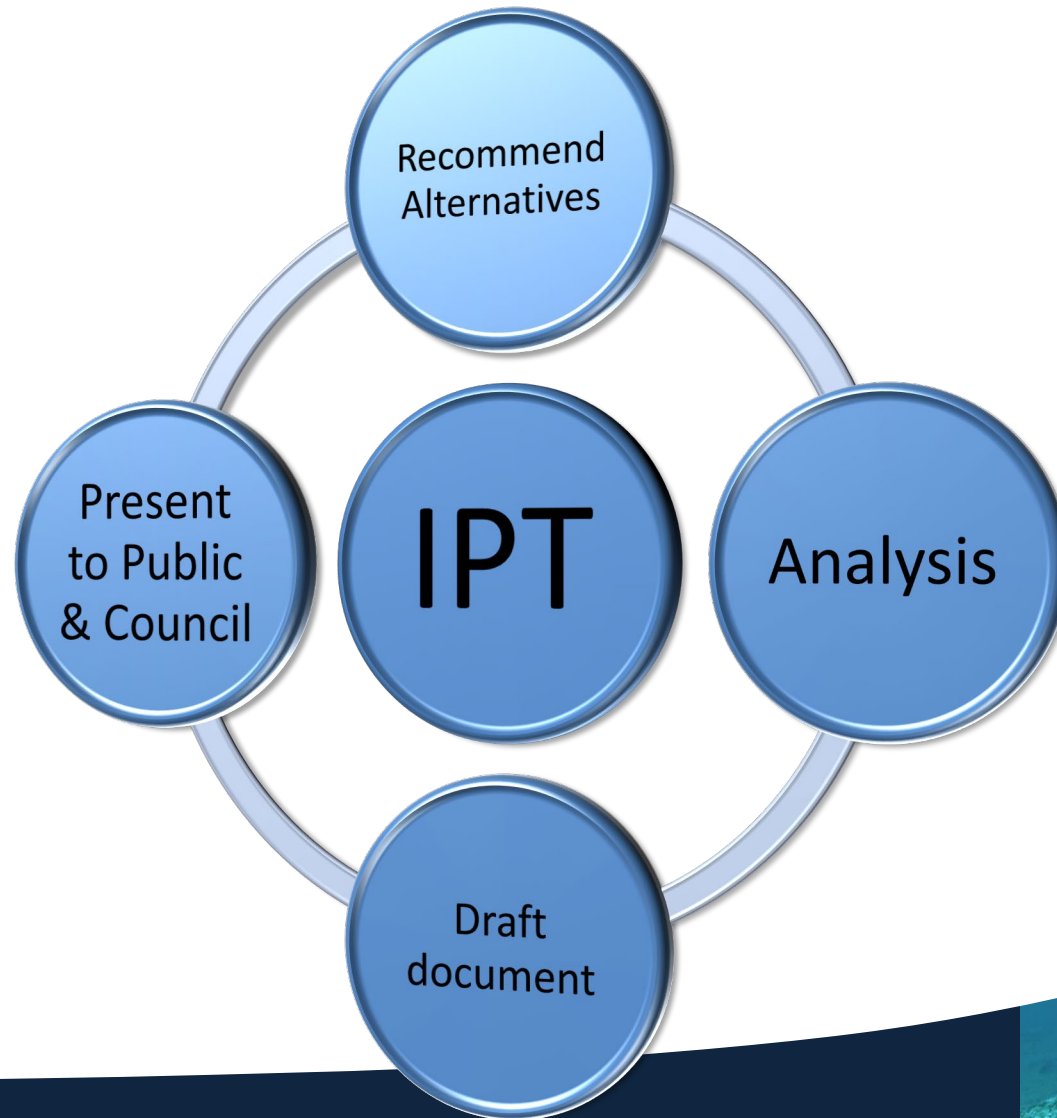 Recommend
Alternatives
Present
to Public
& Council
IPT
Analysis
Draft
document